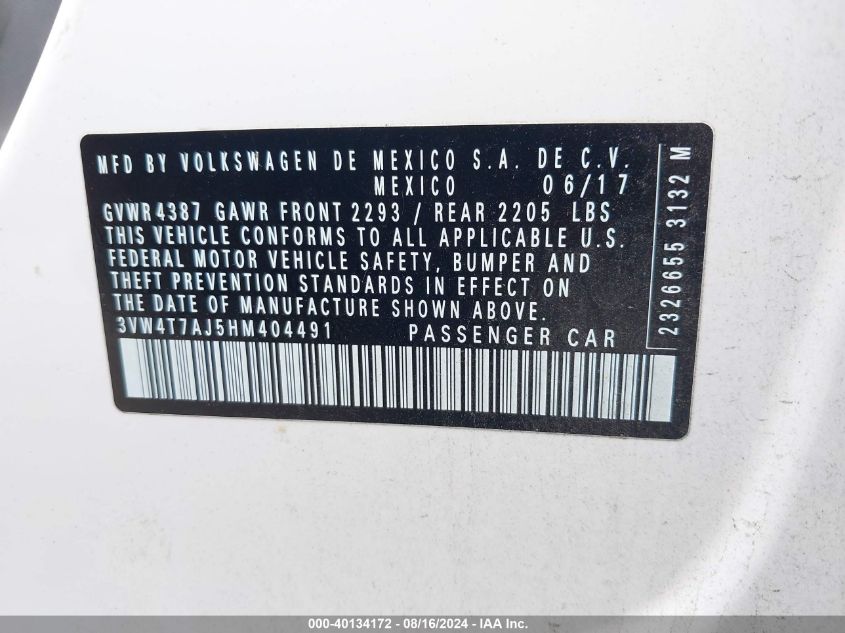 MFD BY VOLKSWAGEN DE MEXICO S.A. DE C.V.
MEXICO 06/17
GVWR 4387 GAWR FRONT 2293 / REAR 2205 LBS
THIS VEHICLE CONFORMS TO ALL APPLICABLE U.S.
FEDERAL MOTOR VEHICLE SAFETY, BUMPER AND
THEFT PREVENTION STANDARDS IN EFFECT ON
THE DATE OF MANUFACTURE SHOWN ABOVE.
3VW4T7AJ5HM404491 PASSENGER CAR
2326655 3132 M
000-40134172 - 08/16/2024 - IAA Inc.